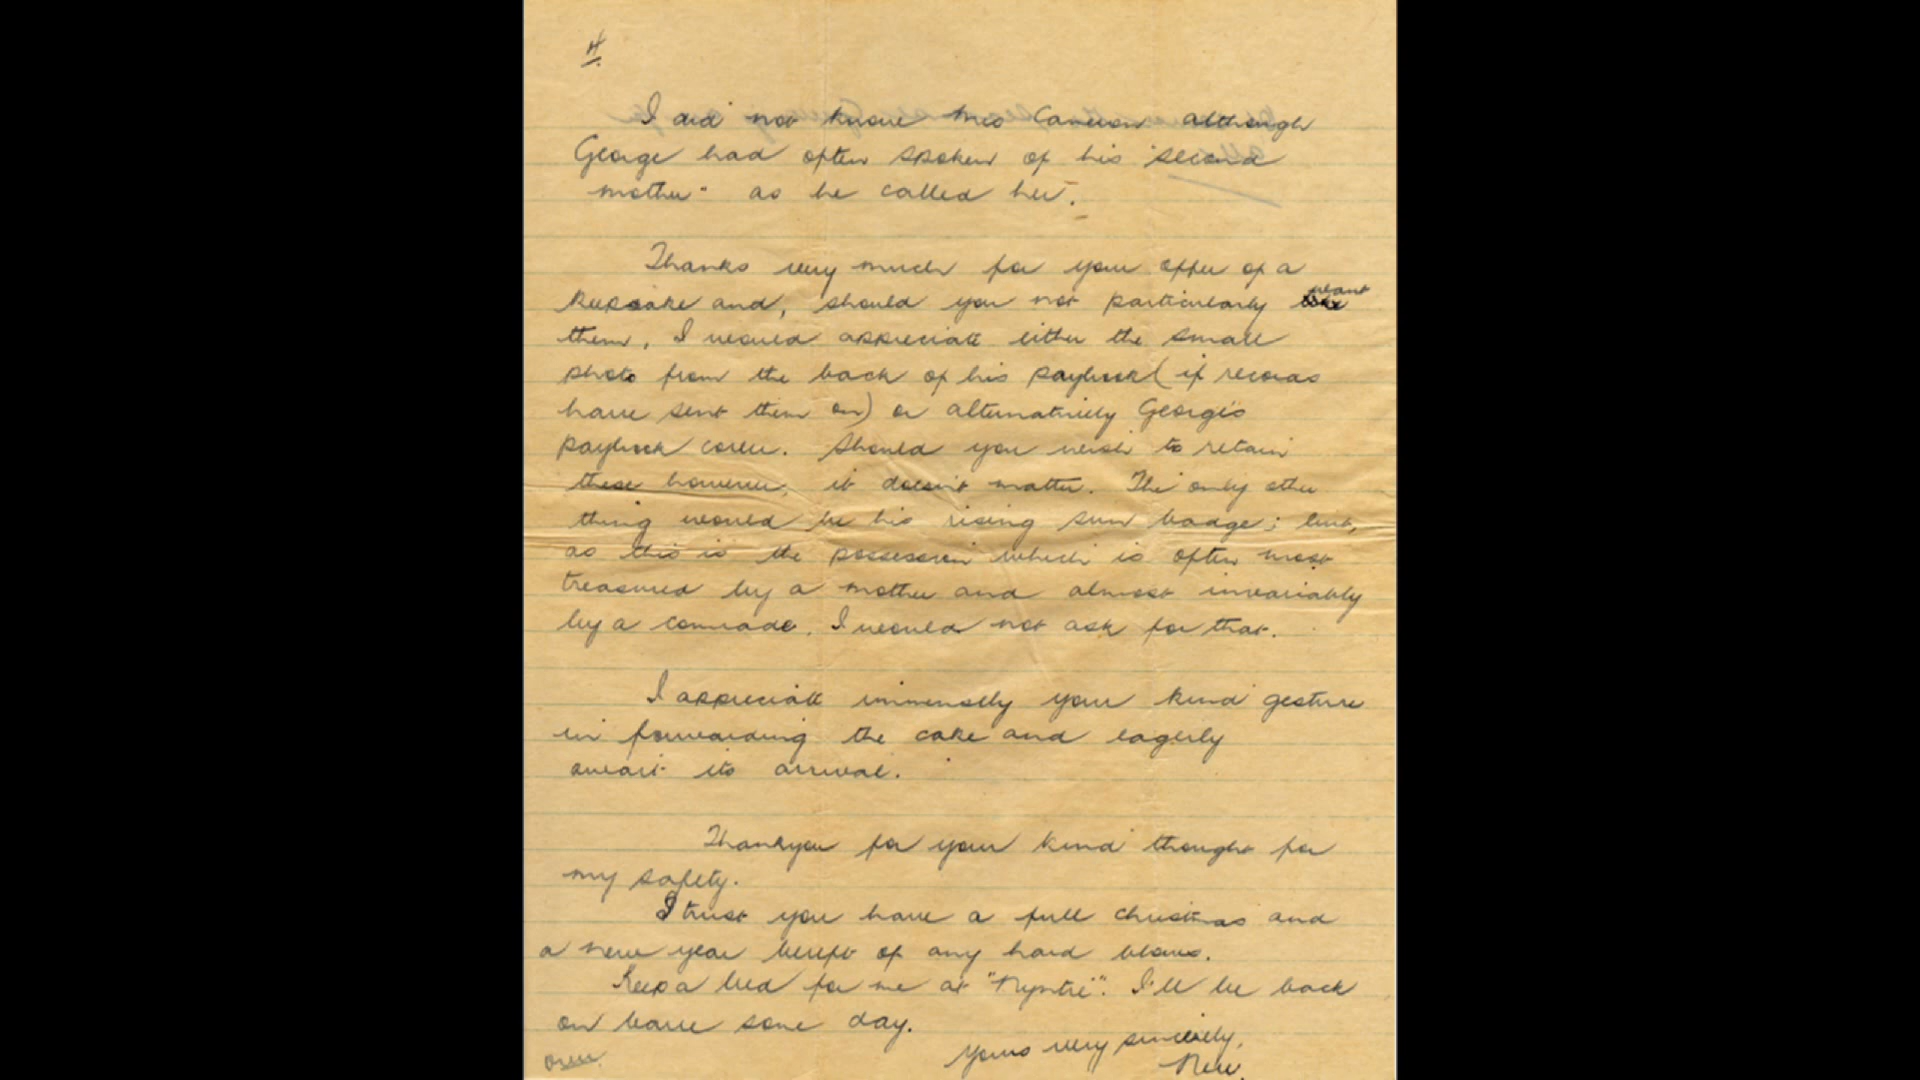 4.
I did not know Mrs Cameron although
George had often spoken of his "second
mother" as he called her.
Thanks very much for your offer of a
keepsake and, should you not particularly want
them, I would appreciate either the small
photo from the back of his paybook (if records
have sent them on) or alternatively George's
paybook cover. Should you wish to retain
these however, it doesn't matter. The only other
thing would be his rising sun badge; but,
as this is the possession which is often most
treasured by a mother and almost invariably
by a comrade, I would not ask for that.
I appreciate immensely your kind gesture
in forwarding the cake and eagerly
await its arrival.
Thankyou for your kind thought for
my safety.
I trust you have a full christmas and
a new year bereft of any hard blows.
Keep a bed for me at "Nyntri". I'll be back
on leave some day.
Yours very sincerely,
over